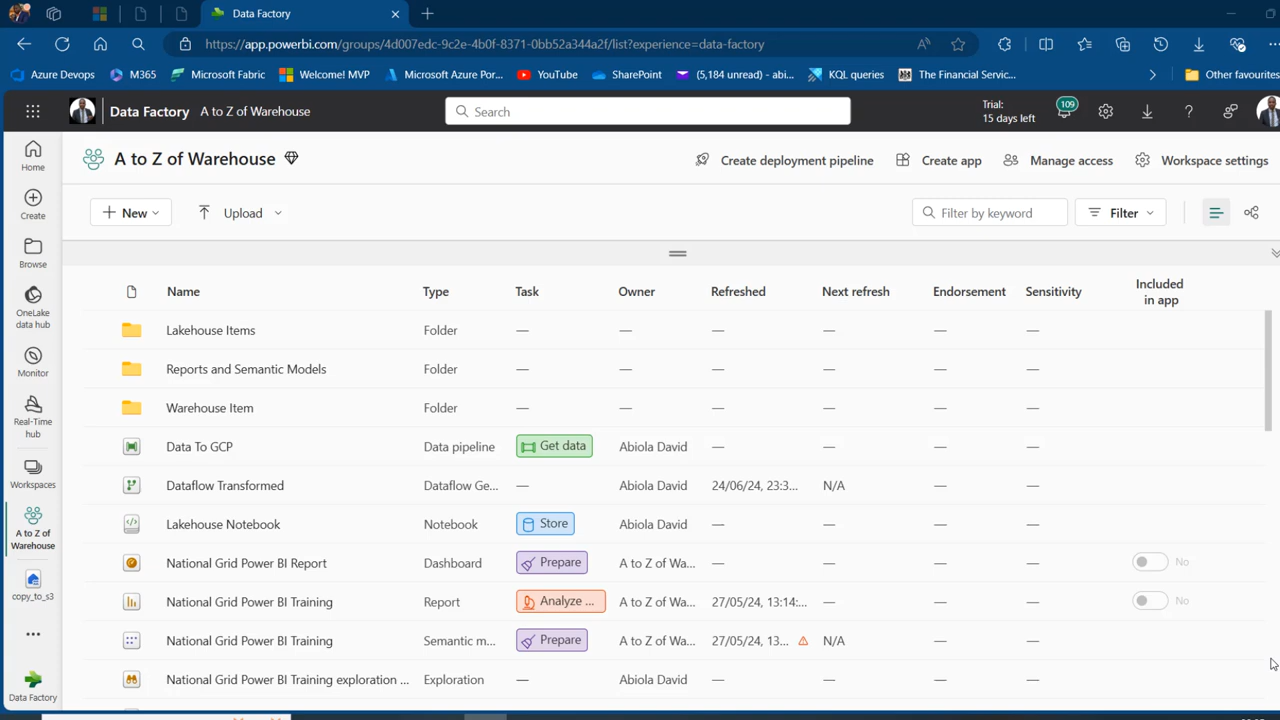 Data Factory
https://app.powerbi.com/groups/4d007edc-9c2e-4b0f-8371-0bb52a344a2f/list?experience=data-factory
Azure Devops
M365
Microsoft Fabric
Welcome! MVP
Microsoft Azure Por...
YouTube
SharePoint
(5,184 unread) - abi...
KQL queries
The Financial Servic...
Other favourites
Data Factory A to Z of Warehouse
Search
Trial:
15 days left
109
Home
Create
Browse
OneLake
data hub
Monitor
Real-Time
hub
Workspaces
A to Z of
Warehouse
copy_to_s3
Data Factory
A to Z of Warehouse
Create deployment pipeline
Create app
Manage access
Workspace settings
New
Upload
Filter by keyword
Filter
Name Type Task Owner Refreshed Next refresh Endorsement Sensitivity Included
in app
Lakehouse Items Folder — — — — — —
Reports and Semantic Models Folder — — — — — —
Warehouse Item Folder — — — — — —
Data To GCP Data pipeline Get data Abiola David — — — —
Dataflow Transformed Dataflow Ge... — Abiola David 24/06/24, 23:3... N/A — —
Lakehouse Notebook Notebook Store Abiola David — — — —
National Grid Power BI Report Dashboard Prepare A to Z of Wa... — — — — No
National Grid Power BI Training Report Analyze ... A to Z of Wa... 27/05/24, 13:14:... — — — No
National Grid Power BI Training Semantic m... Prepare A to Z of Wa... 27/05/24, 13... N/A — —
National Grid Power BI Training exploration ... Exploration — Abiola David — — — —